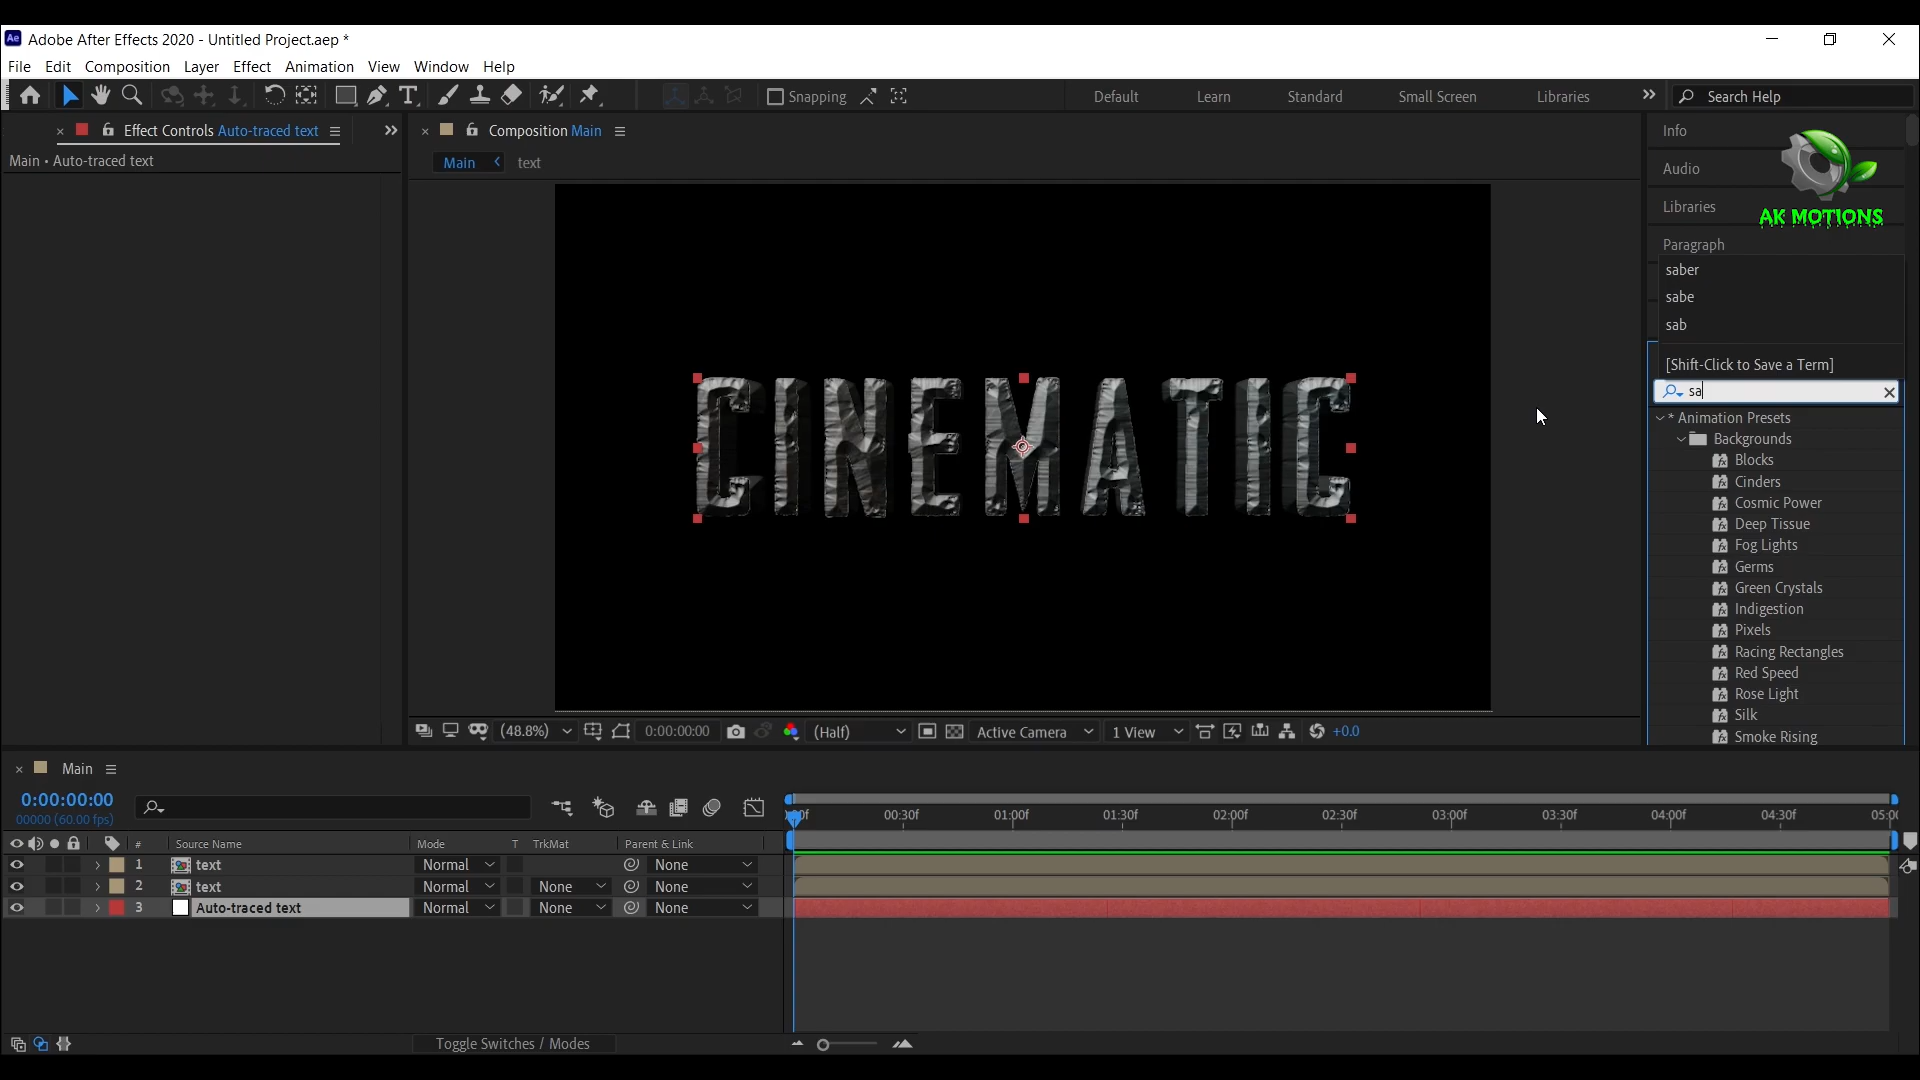 Ae Adobe After Effects 2020 - Untitled Project.aep *
File Edit Composition Layer Effect Animation View Window Help
Snapping Default Learn Standard Small Screen Libraries Search Help
Effect Controls Auto-traced text
Composition Main
Info
Main • Auto-traced text
Main text
Audio
Libraries
AK MOTIONS
Paragraph
saber
sabe
sab
[Shift-Click to Save a Term]
sa
* Animation Presets
Backgrounds
Blocks
Cinders
Cosmic Power
Deep Tissue
Fog Lights
Germs
Green Crystals
Indigestion
Pixels
Racing Rectangles
Red Speed
Rose Light
Silk
Smoke Rising
CINEMATIC
(48.8%) 0:00:00:00 (Half) Active Camera 1 View +0.0
Main
0:00:00:00
00000 (60.00 fps)
00:30f 01:00f 01:30f 02:00f 02:30f 03:00f 03:30f 04:00f 04:30f
# Source Name Mode T TrkMat Parent & Link
1 text Normal None
2 text Normal None None
3 Auto-traced text Normal None None
Toggle Switches / Modes